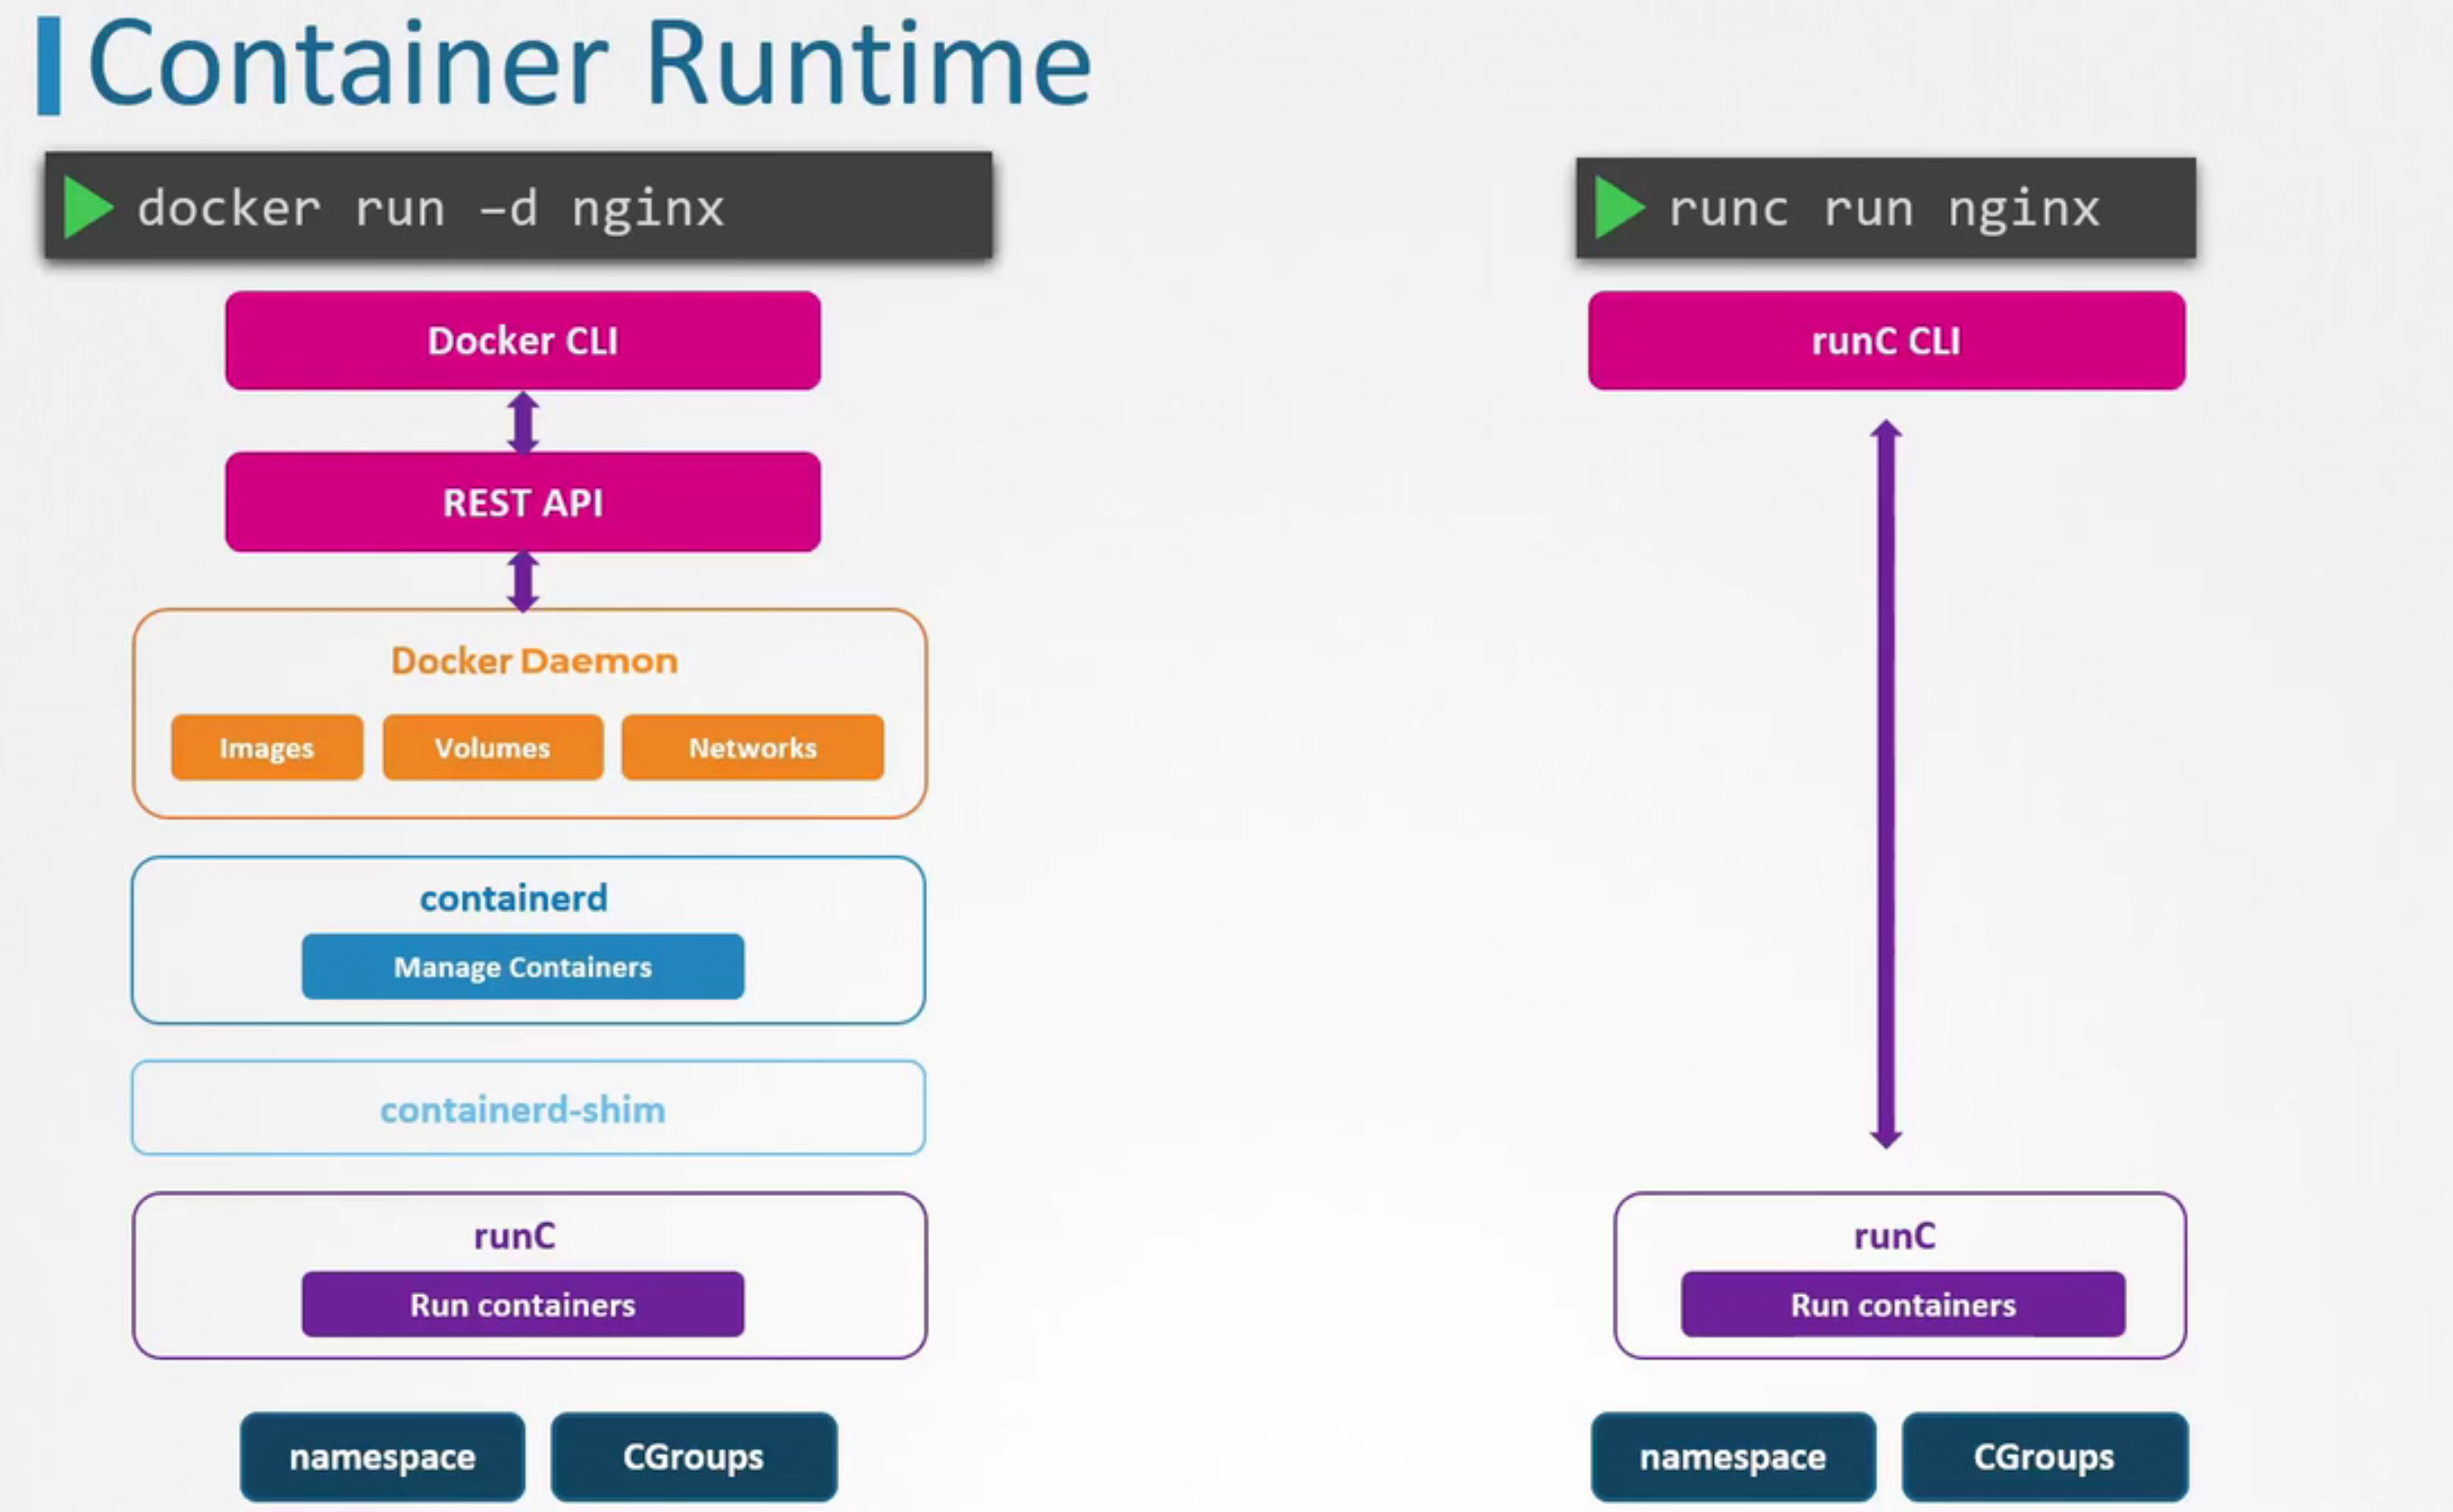 Container Runtime
docker run –d nginx
Docker CLI
REST API
Docker Daemon
Images Volumes Networks
containerd
Manage Containers
containerd-shim
runC
Run containers
namespace CGroups
runc run nginx
runC CLI
runC
Run containers
namespace CGroups